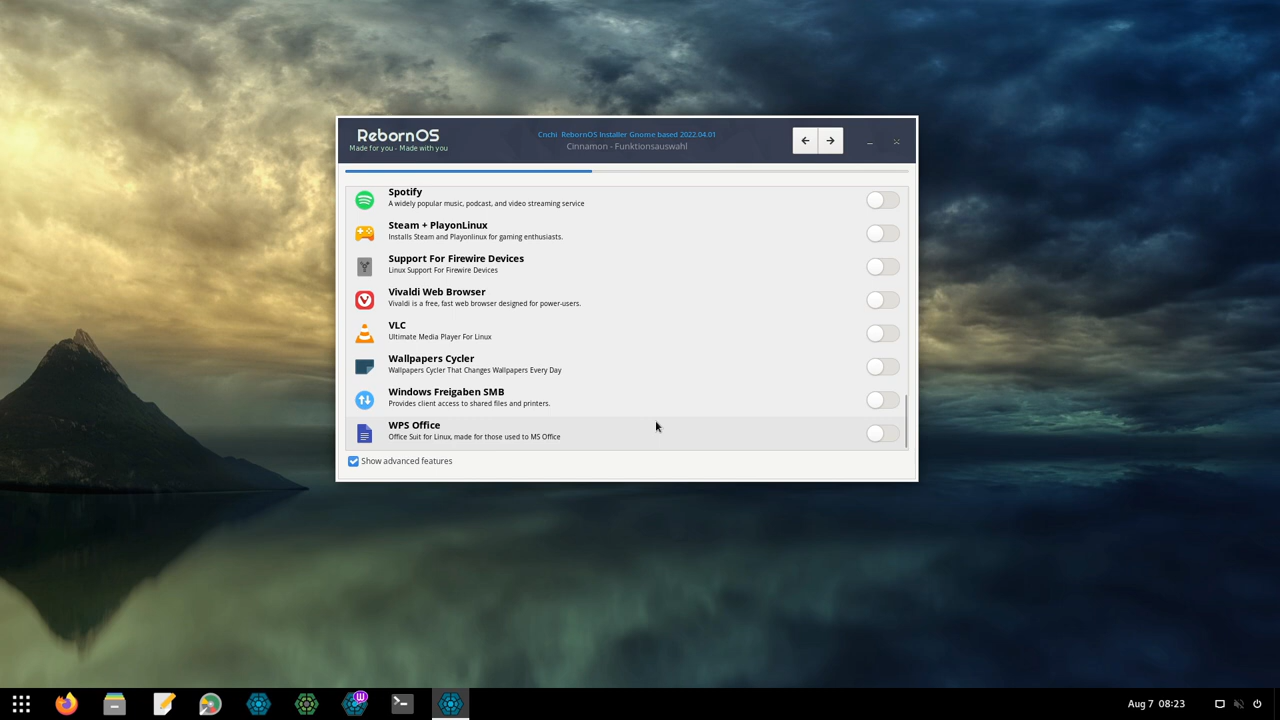 RebornOS
Made for you - Made with you
Cnchi RebornOS Installer Gnome based 2022.04.01
Cinnamon - Funktionsauswahl
Spotify
A widely popular music, podcast, and video streaming service
Steam + PlayonLinux
Installs Steam and Playonlinux for gaming enthusiasts.
Support For Firewire Devices
Linux Support For Firewire Devices
Vivaldi Web Browser
Vivaldi is a free, fast web browser designed for power-users.
VLC
Ultimate Media Player For Linux
Wallpapers Cycler
Wallpapers Cycler That Changes Wallpapers Every Day
Windows Freigaben SMB
Provides client access to shared files and printers.
WPS Office
Office Suit for Linux, made for those used to MS Office
Show advanced features
W
Aug 7 08:23